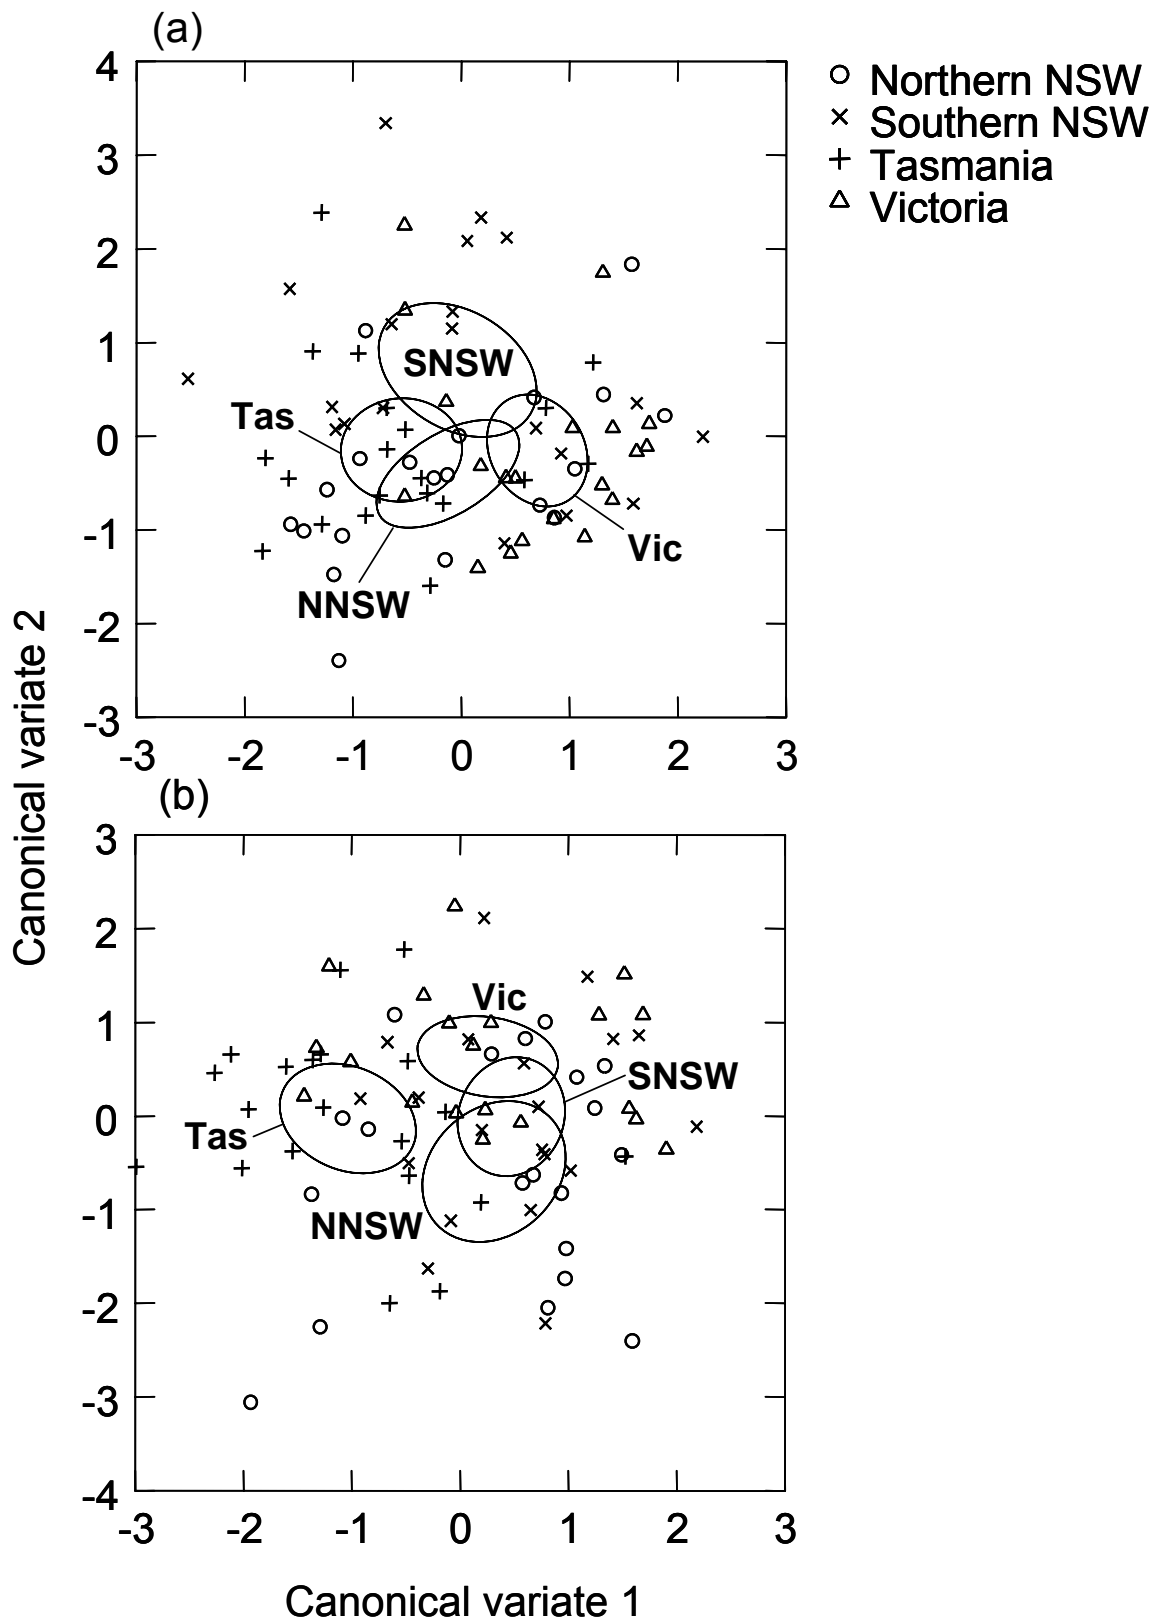 (a)
4
3
2
1
0
-1
-2
-3
-3 -2 -1 0 1 2 3
SNSW
Tas
Vic
NNSW
Northern NSW
Southern NSW
Tasmania
Victoria
Canonical variate 2
(b)
3
2
1
0
-1
-2
-3
-4
-3 -2 -1 0 1 2 3
Vic
SNSW
Tas
NNSW
Canonical variate 1